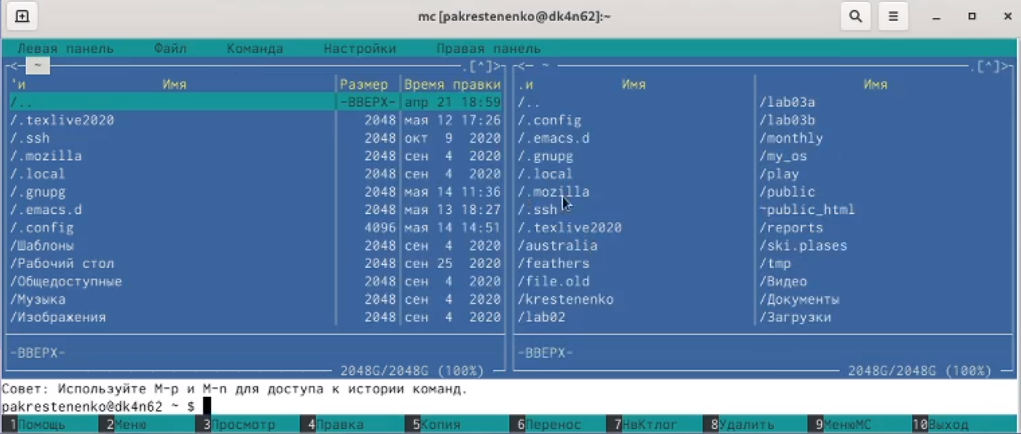 mc [pakrestenenko@dk4n62]:~
Левая панель Файл Команда Настройки Правая панель
<— ~ .[^]> <— ~ .[^]>
'и Имя Размер Время правки .и Имя Имя
/.. -ВВЕРХ- апр 21 18:59 /.. /lab03a
/.texlive2020 2048 мая 12 17:26 /.config /lab03b
/.ssh 2048 окт 9 2020 /.emacs.d /monthly
/.mozilla 2048 сен 4 2020 /.gnupg /my_os
/.local 2048 сен 4 2020 /.local /play
/.gnupg 2048 мая 14 11:36 /.mozilla /public
/.emacs.d 2048 мая 13 18:27 /.ssh ~public_html
/.config 4096 мая 14 14:51 /.texlive2020 /reports
/Шаблоны 2048 сен 4 2020 /australia /ski.plases
/Рабочий стол 2048 сен 25 2020 /feathers /tmp
/Общедоступные 2048 сен 4 2020 /file.old /Видео
/Музыка 2048 сен 4 2020 /krestenenko /Документы
/Изображения 2048 сен 4 2020 /lab02 /Загрузки
-ВВЕРХ- -ВВЕРХ-
2048G/2048G (100%) 2048G/2048G (100%)
Совет: Используйте M-p и M-n для доступа к истории команд.
pakrestenenko@dk4n62 ~ $
1Помощь 2Меню 3Просмотр 4Правка 5Копия 6Перенос 7НвКтлог 8Удалить 9МенюМС 10Выход